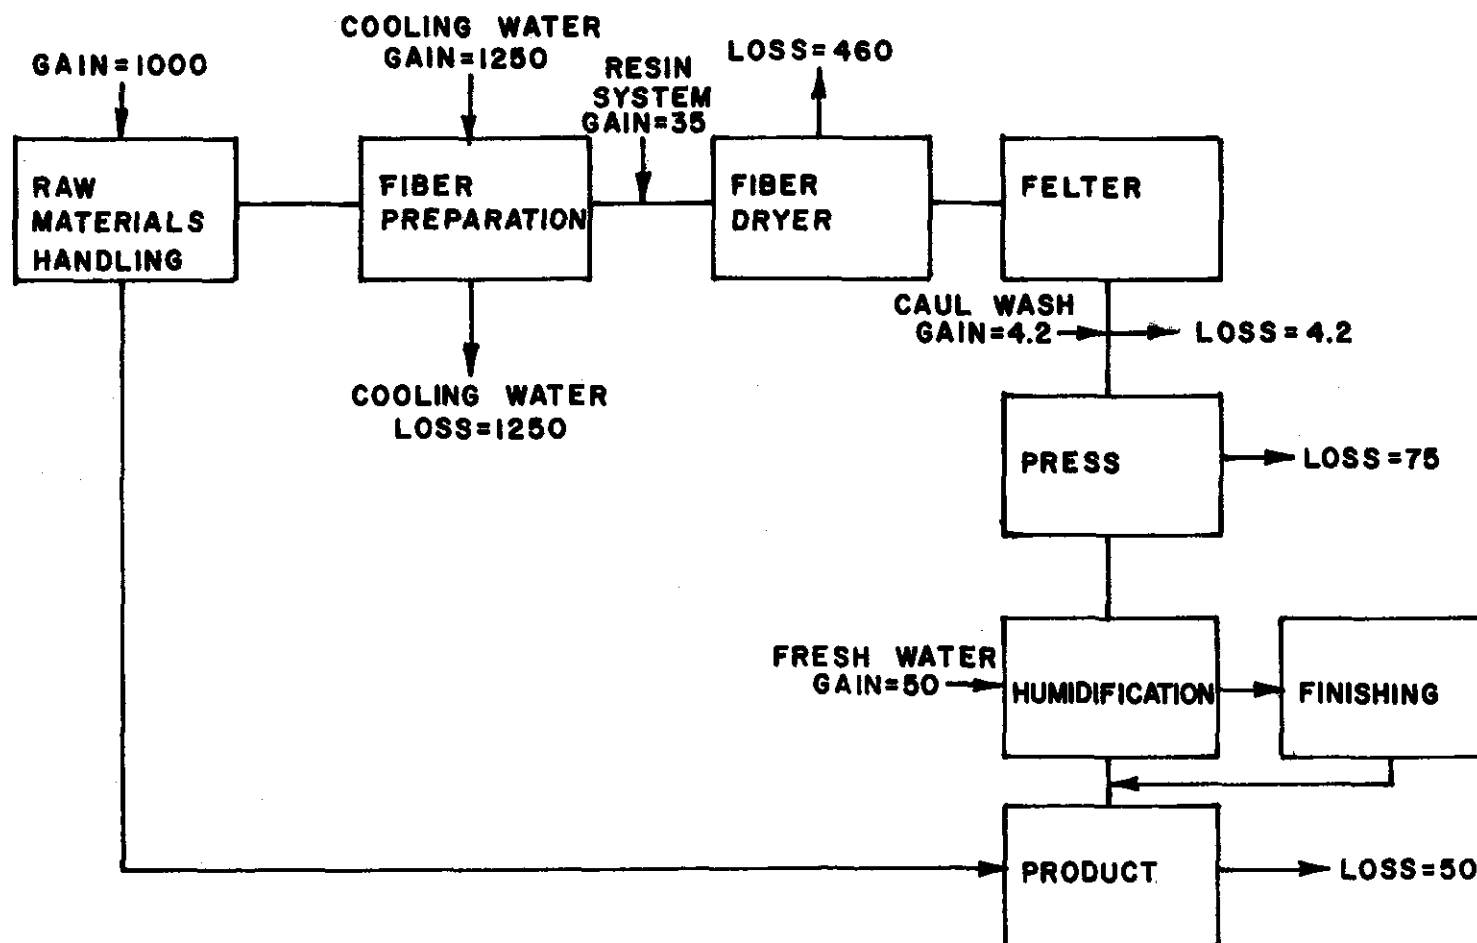 GAIN=1000
RAW
MATERIALS
HANDLING
COOLING WATER
GAIN=1250
FIBER
PREPARATION
COOLING WATER
LOSS=1250
RESIN
SYSTEM
GAIN=35
LOSS=460
FIBER
DRYER
FELTER
CAUL WASH
GAIN=4.2
LOSS=4.2
PRESS
LOSS=75
FRESH WATER
GAIN=50
HUMIDIFICATION
FINISHING
PRODUCT
LOSS=50